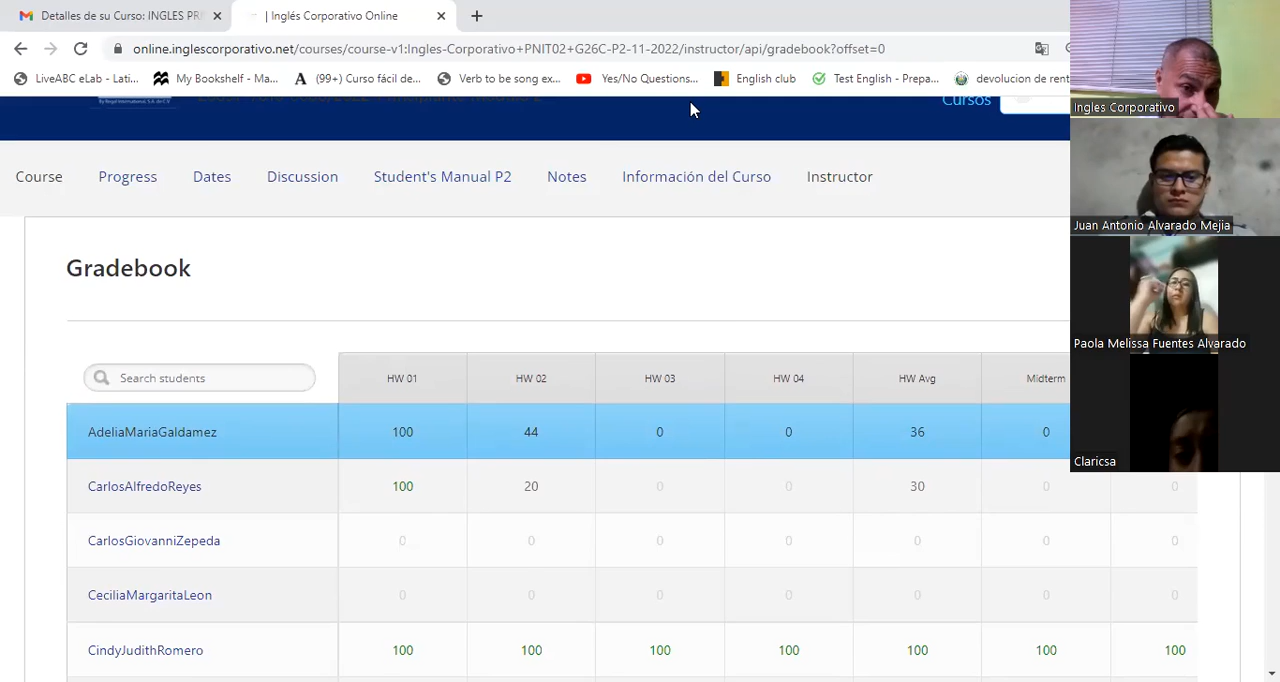 Detalles de su Curso: INGLES PR
| Inglés Corporativo Online
online.inglescorporativo.net/courses/course-v1:Ingles-Corporativo+PNIT02+G26C-P2-11-2022/instructor/api/gradebook?offset=0
LiveABC eLab - Lati...
My Bookshelf - Ma...
(99+) Curso fácil de...
Verb to be song ex...
Yes/No Questions...
English club
Test English - Prepa...
devolucion de rent
Cursos
Course
Progress
Dates
Discussion
Student's Manual P2
Notes
Información del Curso
Instructor
Gradebook
Search students
HW 01 HW 02 HW 03 HW 04 HW Avg Midterm
AdeliaMariaGaldamez 100 44 0 0 36 0
CarlosAlfredoReyes 100 20 0 0 30 0 0
CarlosGiovanniZepeda 0 0 0 0 0 0 0
CeciliaMargaritaLeon 0 0 0 0 0 0 0
CindyJudithRomero 100 100 100 100 100 100 100
Ingles Corporativo
Juan Antonio Alvarado Mejia
Paola Melissa Fuentes Alvarado
Claricsa